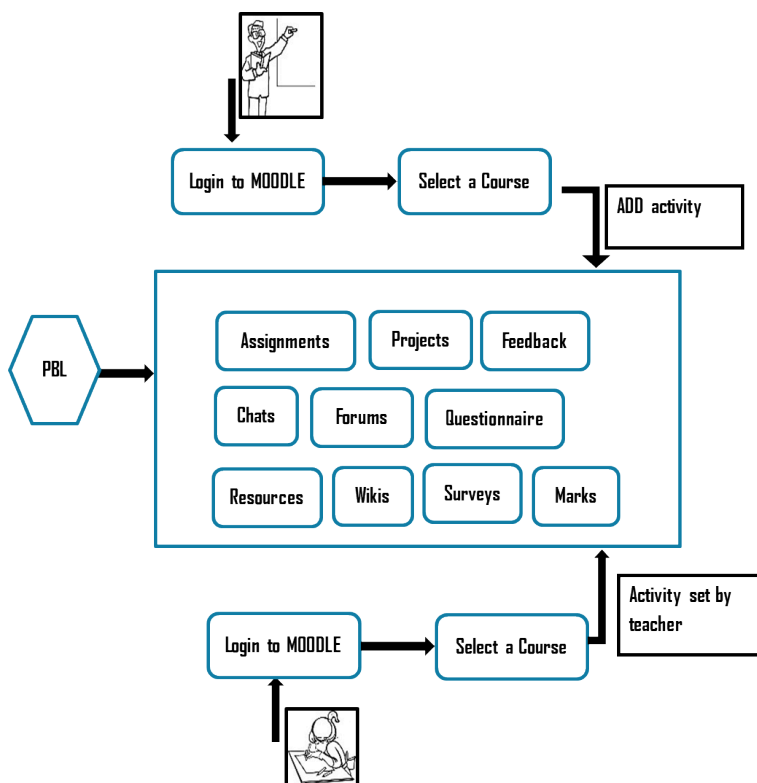 Login to MOODLE
Select a Course
ADD activity
PBL
Assignments
Projects
Feedback
Chats
Forums
Questionnaire
Resources
Wikis
Surveys
Marks
Activity set by
teacher
Login to MOODLE
Select a Course